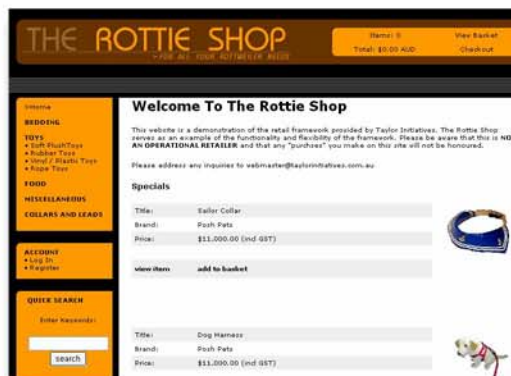 THE ROTTIE SHOP
- FOR ALL YOUR ROTTWEILER NEEDS
Items: 0
View Basket
Total: $0.00 AUD
Checkout
Home
BEDDING
TOYS
• Soft PlushToys
• Rubber Toys
• Vinyl / Plastic Toys
• Rope Toys
FOOD
MISCELLANEOUS
COLLARS AND LEADS
ACCOUNT
• Log In
• Register
QUICK SEARCH
Enter Keywords:
search
Welcome To The Rottie Shop
This website is a demonstration of the retail framework provided by Taylor Initiatives. The Rottie Shop
serves as an example of the functionality and flexibility of the framework. Please be aware that this is NO
AN OPERATIONAL RETAILER and that any "purchses" you make on this site will not be honoured.
Please address any inquiries to webmaster@taylorinitiatives.com.au
Specials
Title: Sailor Collar
Brand: Posh Pets
Price: $11,000.00 (incl GST)
view item add to basket
Title: Dog Harness
Brand: Posh Pets
Price: $11,000.00 (incl GST)